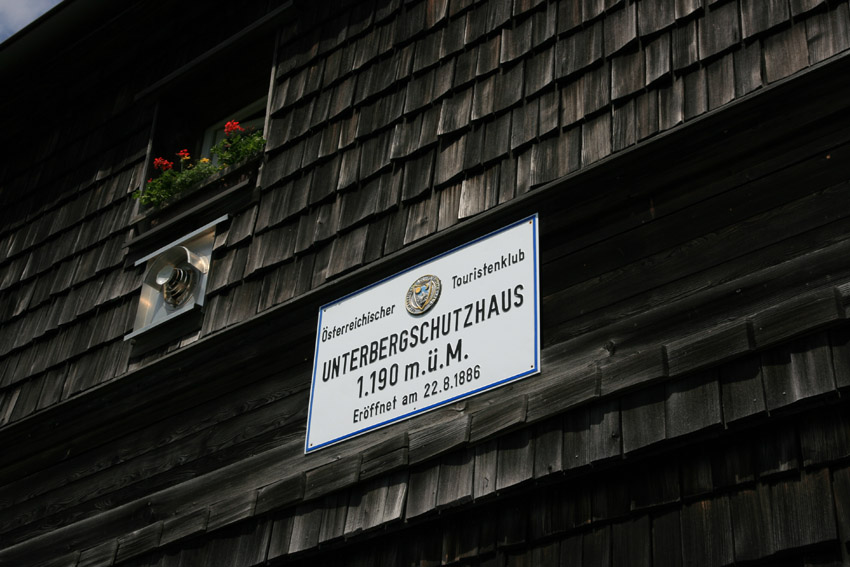 Österreichischer Touristenklub
UNTERBERGSCHUTZHAUS
1.190 m.ü.M.
Eröffnet am 22.8.1886